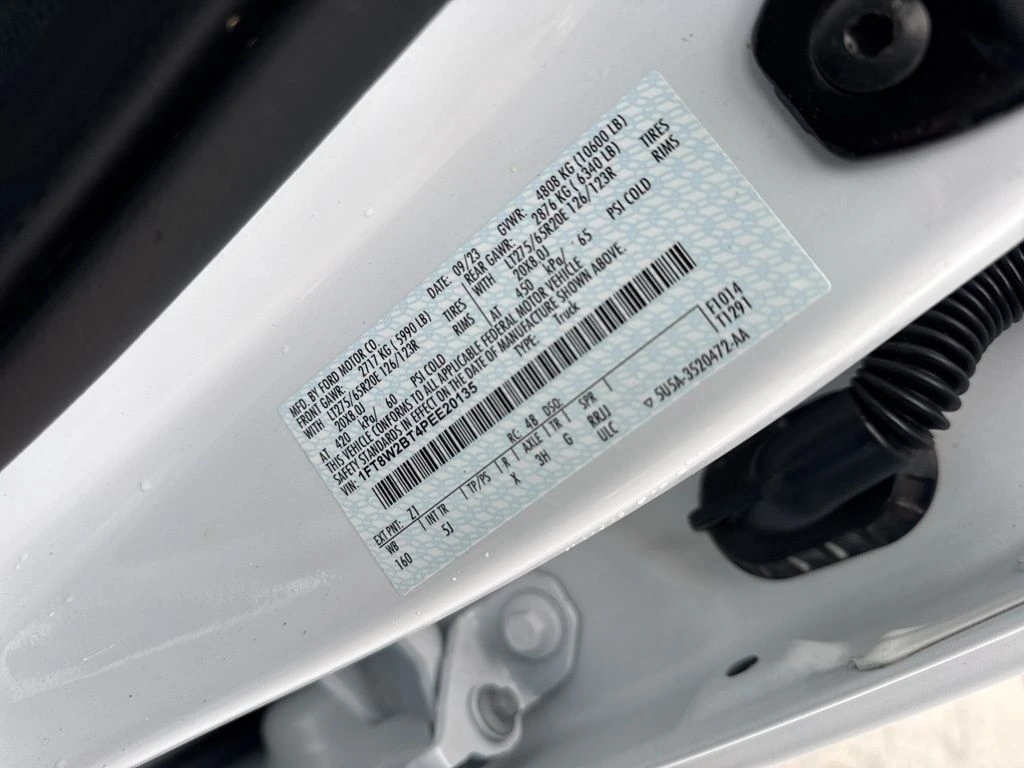 MFD. BY FORD MOTOR CO. DATE: 09/23 GVWR: 4808 KG (10600 LB)
FRONT GAWR: 2717 KG (5990 LB) REAR GAWR: 2876 KG (6340 LB)
WITH LT275/65R20E 126/123R TIRES WITH LT275/65R20E 126/123R TIRES
20X8.0J RIMS 20X8.0J RIMS
AT 420 kPa/ 60 PSI COLD AT 450 kPa/ 65 PSI COLD
THIS VEHICLE CONFORMS TO ALL APPLICABLE FEDERAL MOTOR VEHICLE
SAFETY STANDARDS IN EFFECT ON THE DATE OF MANUFACTURE SHOWN ABOVE.
VIN: 1FT8W2BT4PEE20135 TYPE: Truck
F1014
T1291
EXT PNT: Z1 RC: 48 DSO:
WB INT TR TP/PS R AXLE TR SPR
160 SJ X 3H G RRUJ
ULC ▽ SU5A-3520472-AA